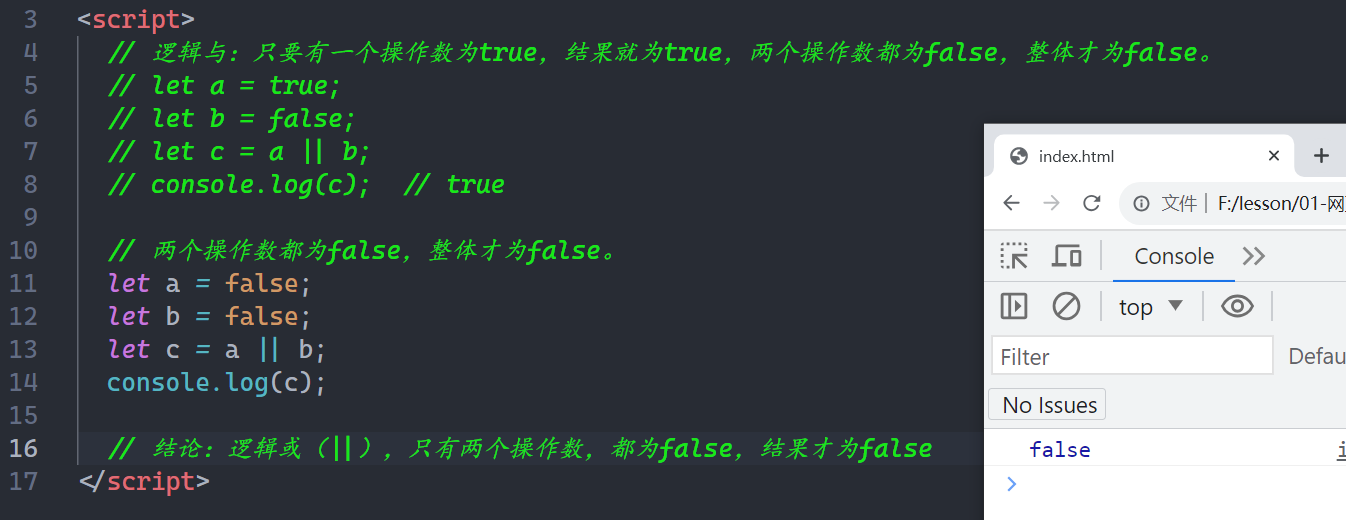 3 <script>
4 // 逻辑与：只要有一个操作数为true，结果就为true，两个操作数都为false，整体才为false。
5 // let a = true;
6 // let b = false;
7 // let c = a || b;
8 // console.log(c);  // true
9
10 // 两个操作数都为false，整体才为false。
11 let a = false;
12 let b = false;
13 let c = a || b;
14 console.log(c);
15
16 // 结论：逻辑或（||），只有两个操作数，都为false，结果才为false
17 </script>
index.html
文件 F:/lesson/01-网
Console
top
Filter Defau
No Issues
false i